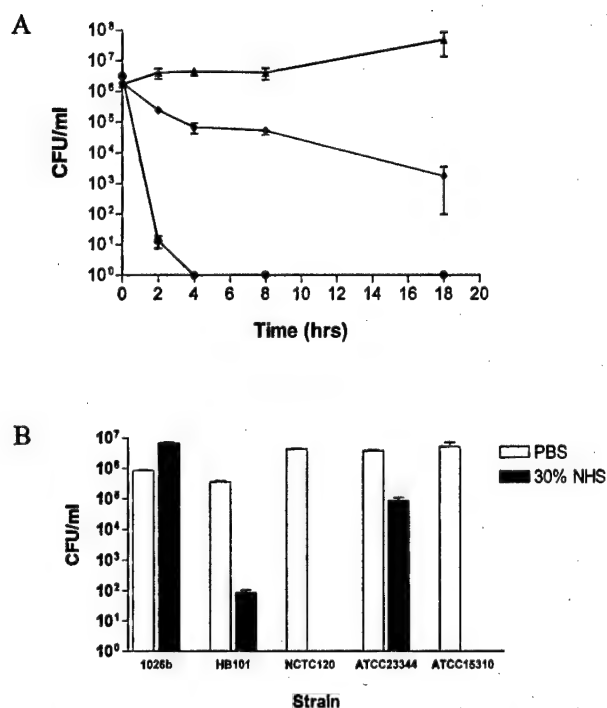 A
CFU/ml
10⁸
10⁷
10⁶
10⁵
10⁴
10³
10²
10¹
10⁰
0 2 4 6 8 10 12 14 16 18 20
Time (hrs)
B
CFU/ml
10⁷
10⁶
10⁵
10⁴
10³
10²
10¹
10⁰
PBS
30% NHS
1026b HB101 NCTC120 ATCC23344 ATCC15310
Strain